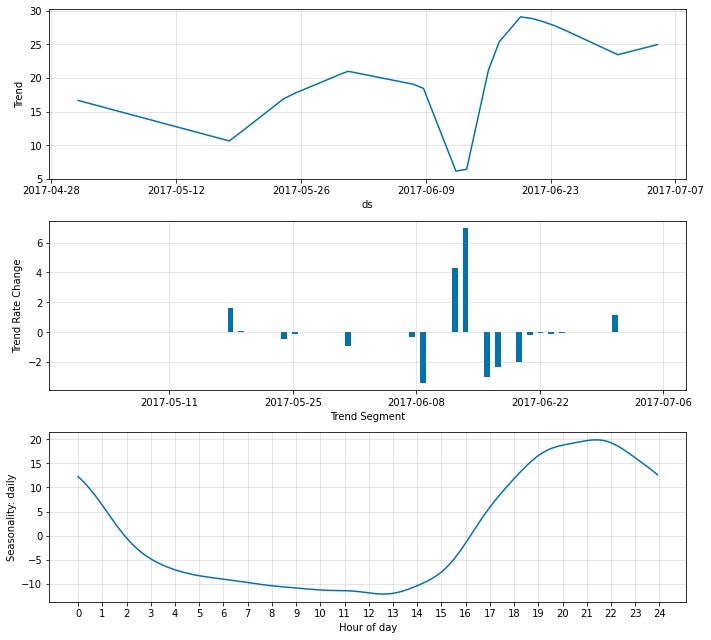 30
25
20
15
10
5
Trend
2017-04-28 2017-05-12 2017-05-26 2017-06-09 2017-06-23 2017-07-07
ds
6
4
2
0
−2
Trend Rate Change
2017-05-11 2017-05-25 2017-06-08 2017-06-22 2017-07-06
Trend Segment
20
15
10
5
0
−5
−10
Seasonality: daily
0 1 2 3 4 5 6 7 8 9 10 11 12 13 14 15 16 17 18 19 20 21 22 23 24
Hour of day